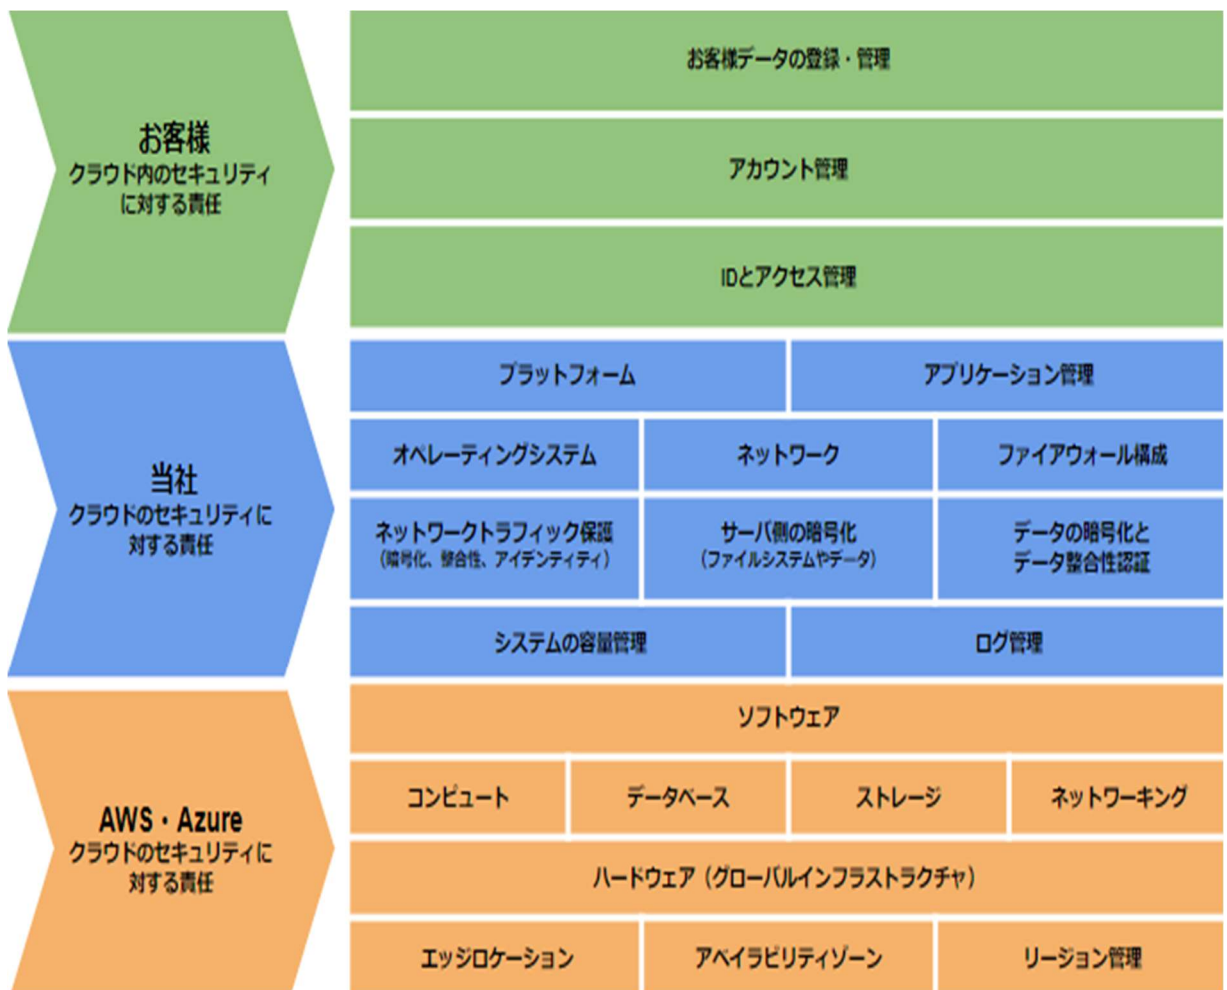 お客様
クラウド内のセキュリティ
に対する責任
お客様データの登録・管理
アカウント管理
IDとアクセス管理
当社
クラウドのセキュリティに
対する責任
プラットフォーム
アプリケーション管理
オペレーティングシステム
ネットワーク
ファイアウォール構成
ネットワークトラフィック保護
（暗号化、整合性、アイデンティティ）
サーバ側の暗号化
（ファイルシステムやデータ）
データの暗号化と
データ整合性認証
システムの容量管理
ログ管理
AWS・Azure
クラウドのセキュリティに
対する責任
ソフトウェア
コンピュート
データベース
ストレージ
ネットワーキング
ハードウェア（グローバルインフラストラクチャ）
エッジロケーション
アベイラビリティゾーン
リージョン管理